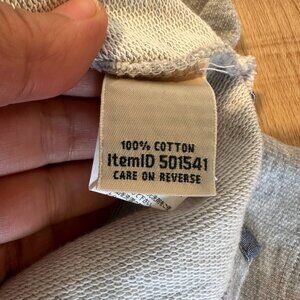 100% COTTON
ItemID 501541
CARE ON REVERSE